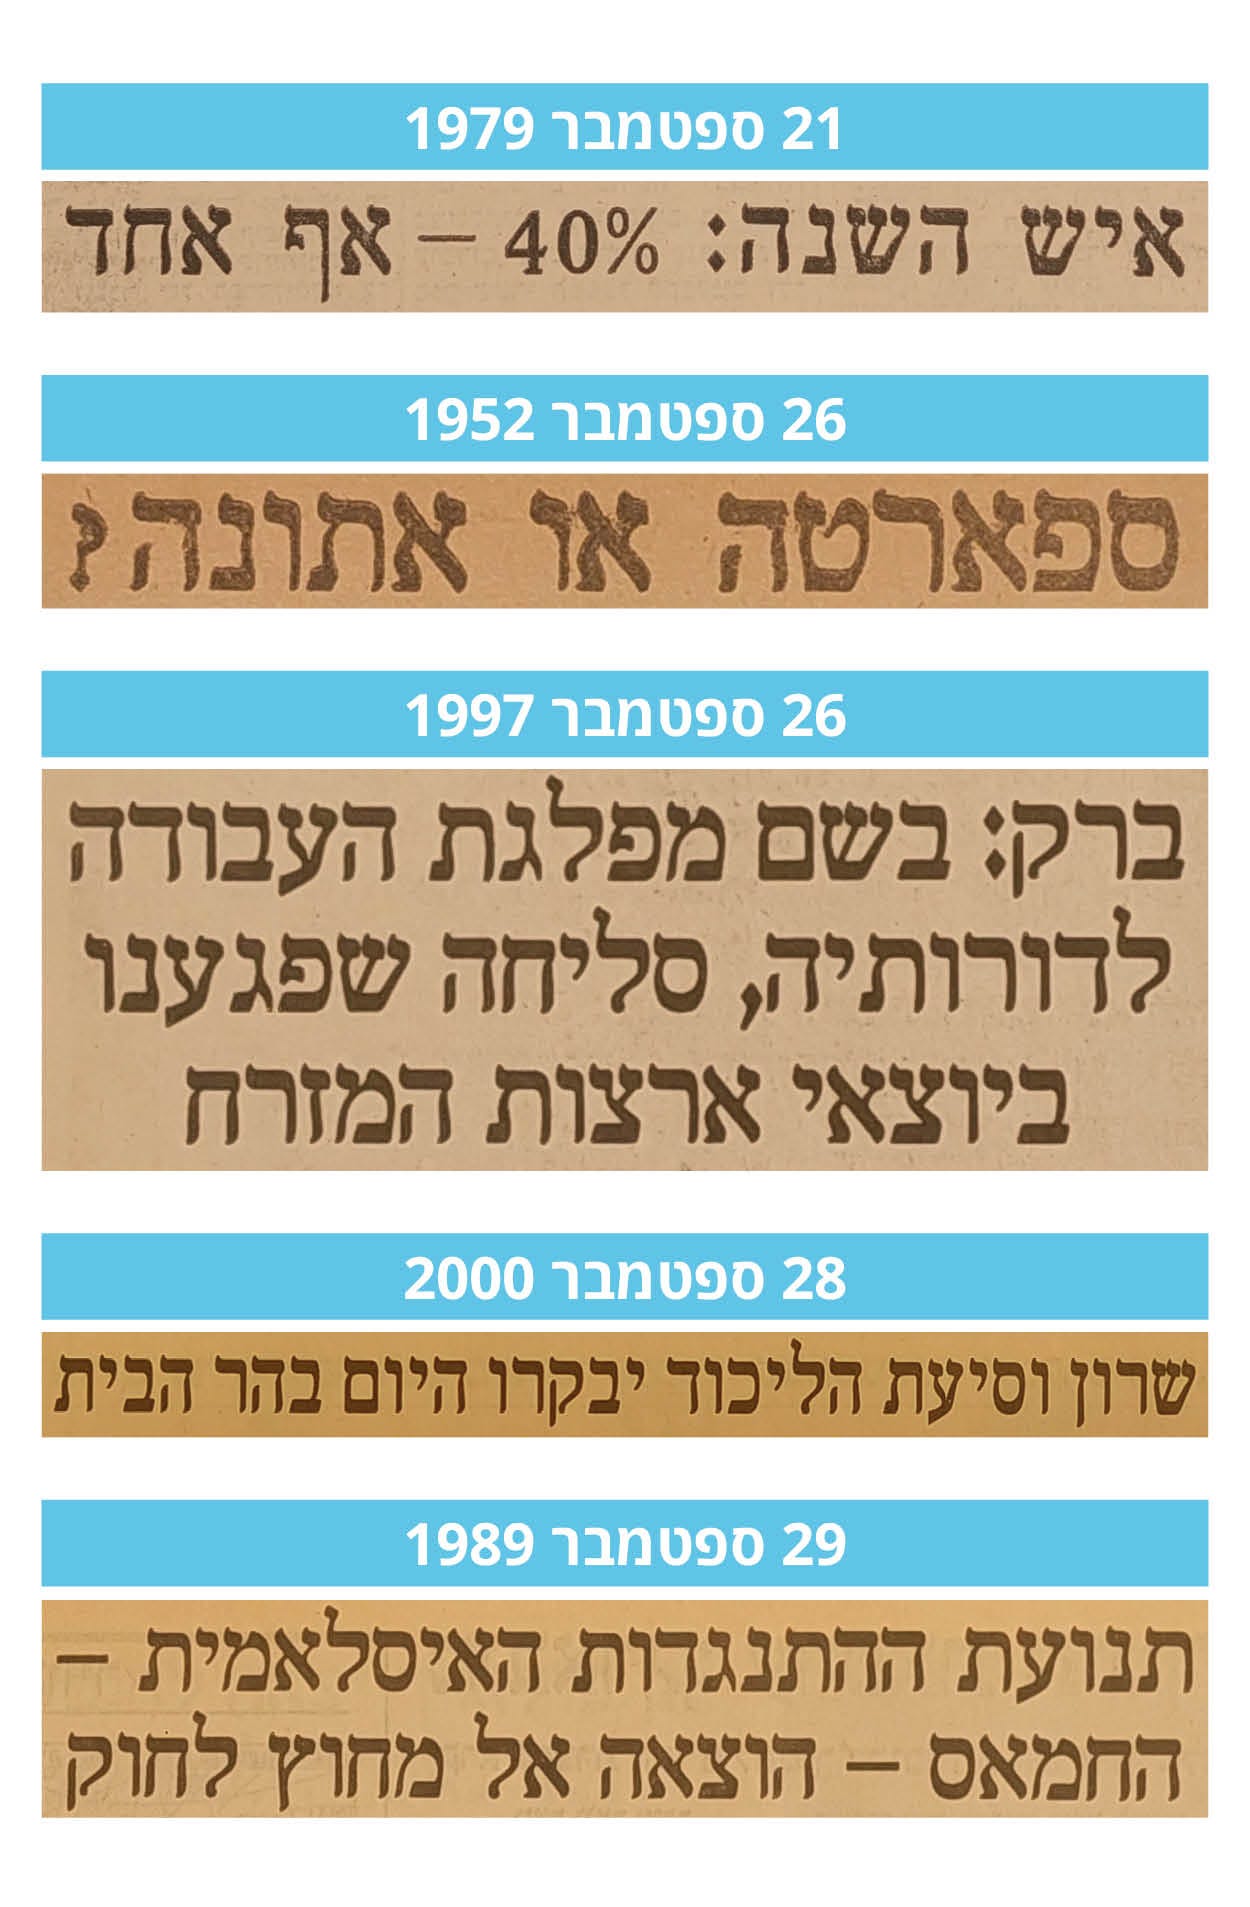 21 ספטמבר 1979
איש השנה: 40% – אף אחד
26 ספטמבר 1952
ספארטה או אתונה?
26 ספטמבר 1997
ברק: בשם מפלגת העבודה
לדורותיה, סליחה שפגענו
ביוצאי ארצות המזרח
28 ספטמבר 2000
שרון וסיעת הליכוד יבקרו היום בהר הבית
29 ספטמבר 1989
תנועת ההתנגדות האיסלאמית –
החמאס – הוצאה אל מחוץ לחוק